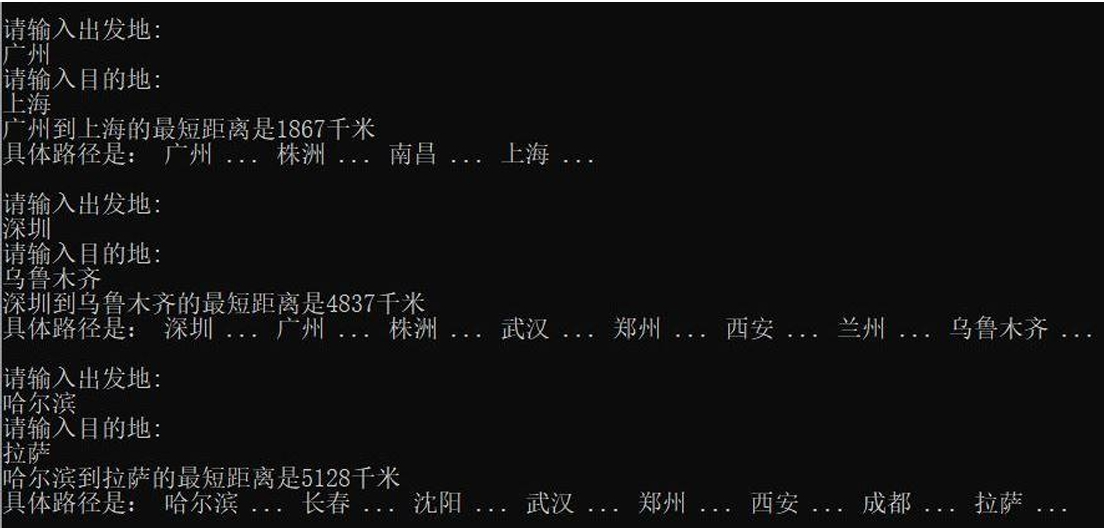 请输入出发地:
广州
请输入目的地:
上海
广州到上海的最短距离是1867千米
具体路径是: 广州 ... 株洲 ... 南昌 ... 上海 ...
请输入出发地:
深圳
请输入目的地:
乌鲁木齐
深圳到乌鲁木齐的最短距离是4837千米
具体路径是: 深圳 ... 广州 ... 株洲 ... 武汉 ... 郑州 ... 西安 ... 兰州 ... 乌鲁木齐 ...
请输入出发地:
哈尔滨
请输入目的地:
拉萨
哈尔滨到拉萨的最短距离是5128千米
具体路径是: 哈尔滨 ... 长春 ... 沈阳 ... 武汉 ... 郑州 ... 西安 ... 成都 ... 拉萨 ...